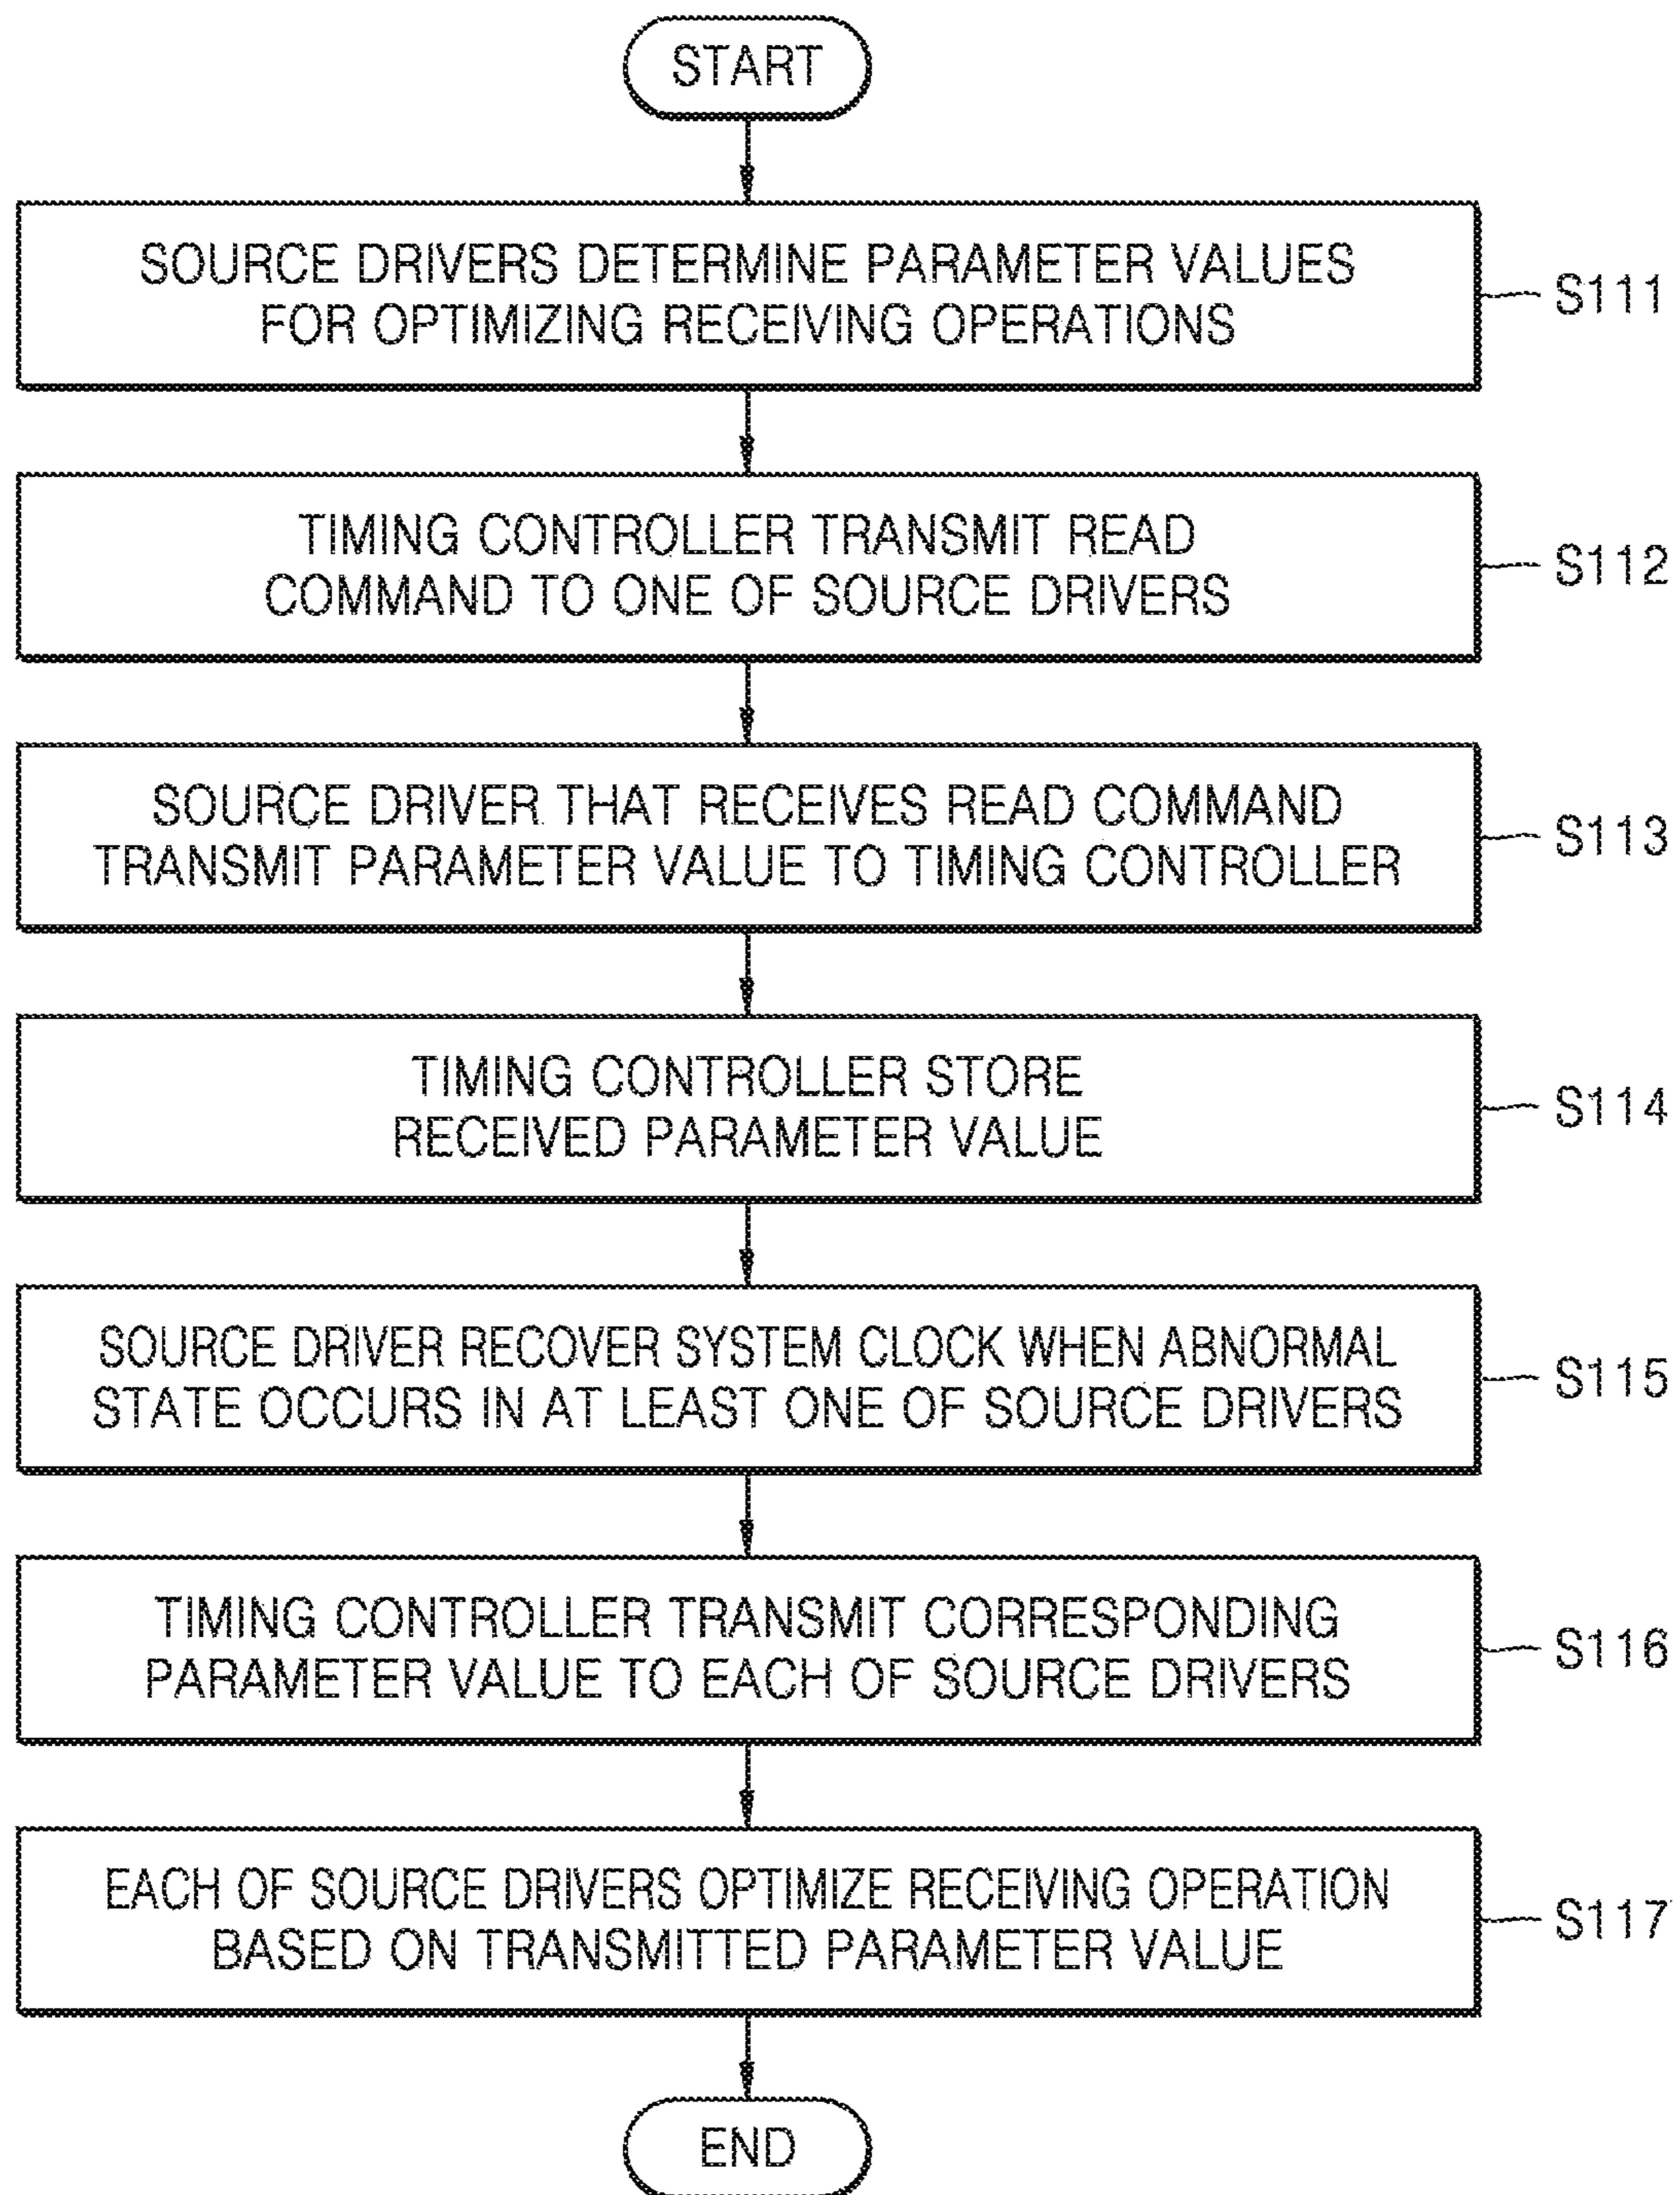 START
SOURCE DRIVERS DETERMINE PARAMETER VALUES
FOR OPTIMIZING RECEIVING OPERATIONS
S111
TIMING CONTROLLER TRANSMIT READ
COMMAND TO ONE OF SOURCE DRIVERS
S112
SOURCE DRIVER THAT RECEIVES READ COMMAND
TRANSMIT PARAMETER VALUE TO TIMING CONTROLLER
S113
TIMING CONTROLLER STORE
RECEIVED PARAMETER VALUE
S114
SOURCE DRIVER RECOVER SYSTEM CLOCK WHEN ABNORMAL
STATE OCCURS IN AT LEAST ONE OF SOURCE DRIVERS
S115
TIMING CONTROLLER TRANSMIT CORRESPONDING
PARAMETER VALUE TO EACH OF SOURCE DRIVERS
S116
EACH OF SOURCE DRIVERS OPTIMIZE RECEIVING OPERATION
BASED ON TRANSMITTED PARAMETER VALUE
S117
END